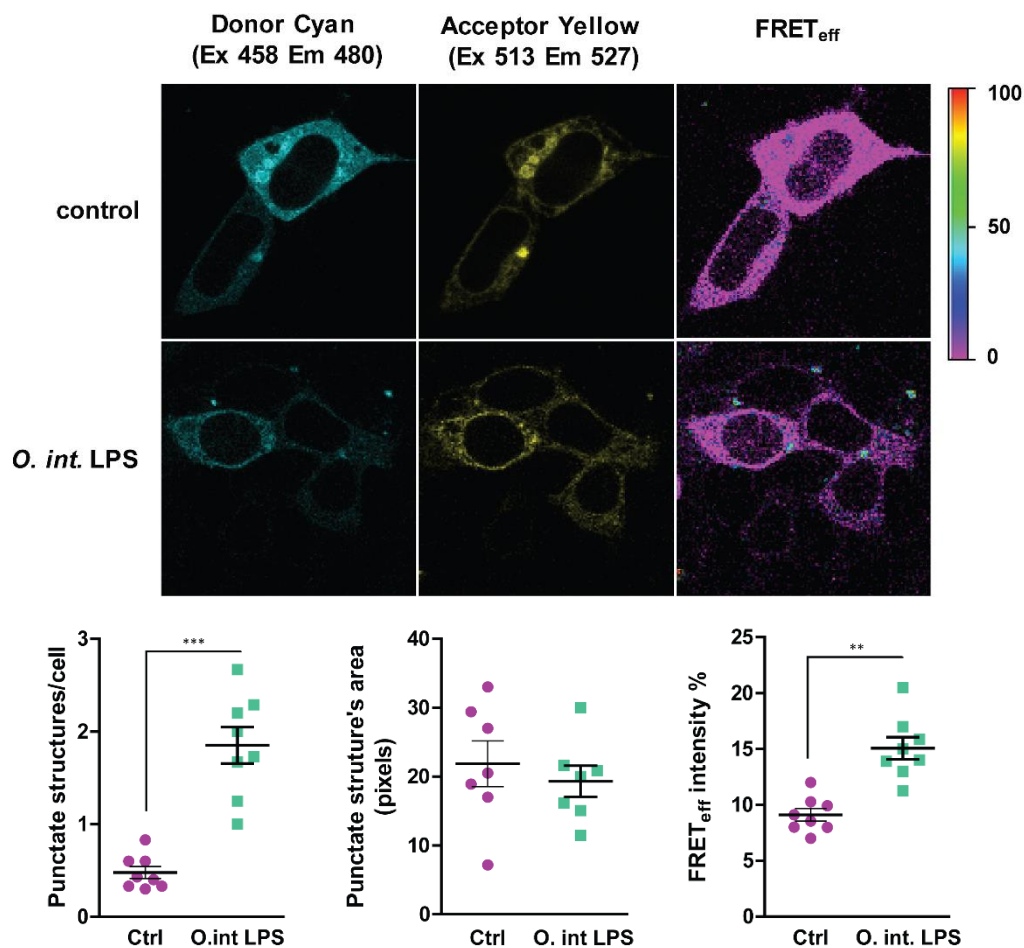 Donor Cyan
(Ex 458 Em 480)
Acceptor Yellow
(Ex 513 Em 527)
FRETeff
control
100
50
0
O. int. LPS
Punctate structures/cell
3
2
1
0
***
Ctrl
O.int LPS
Punctate struture's area
(pixels)
40
30
20
10
0
Ctrl
O. int LPS
FRETeff intensity %
25
20
15
10
5
0
**
Ctrl
O. int. LPS